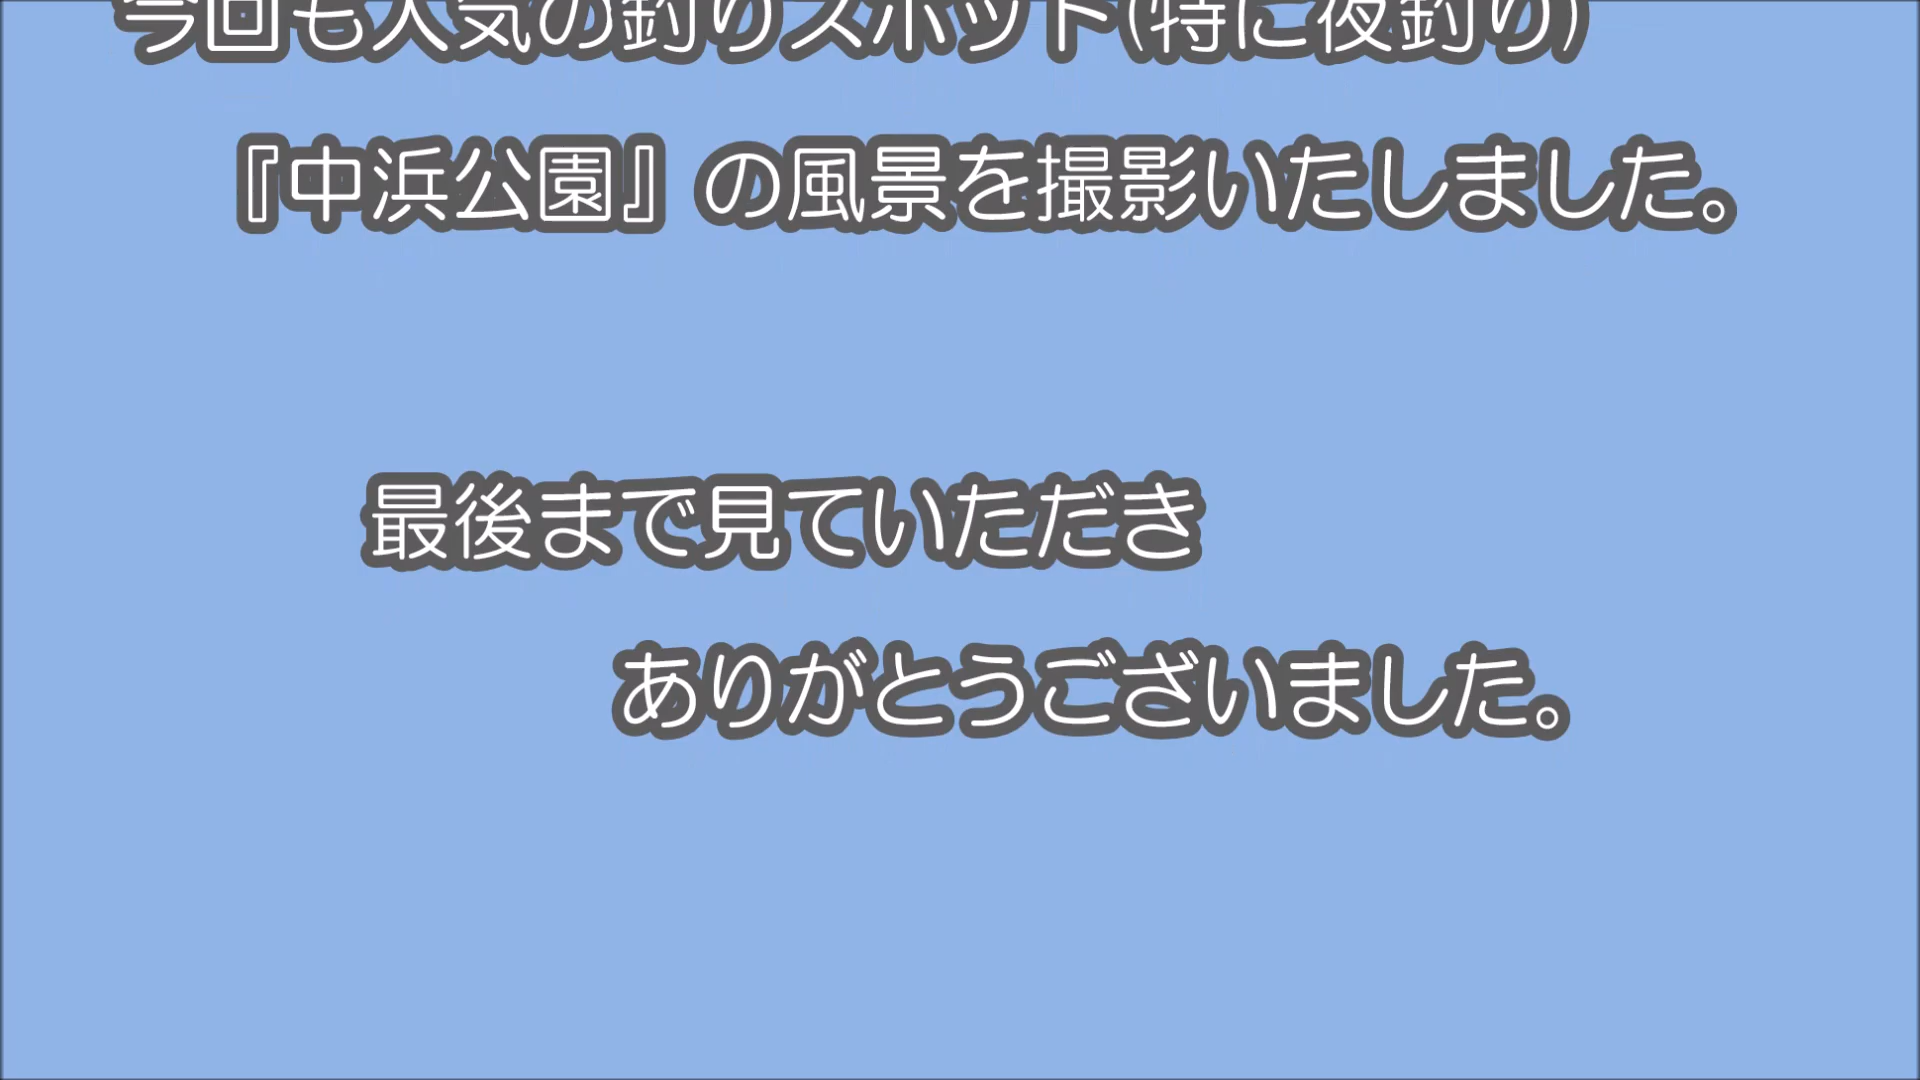 今回も人気の釣りスポット(特に夜釣り)
『中浜公園』の風景を撮影いたしました。
最後まで見ていただき
ありがとうございました。